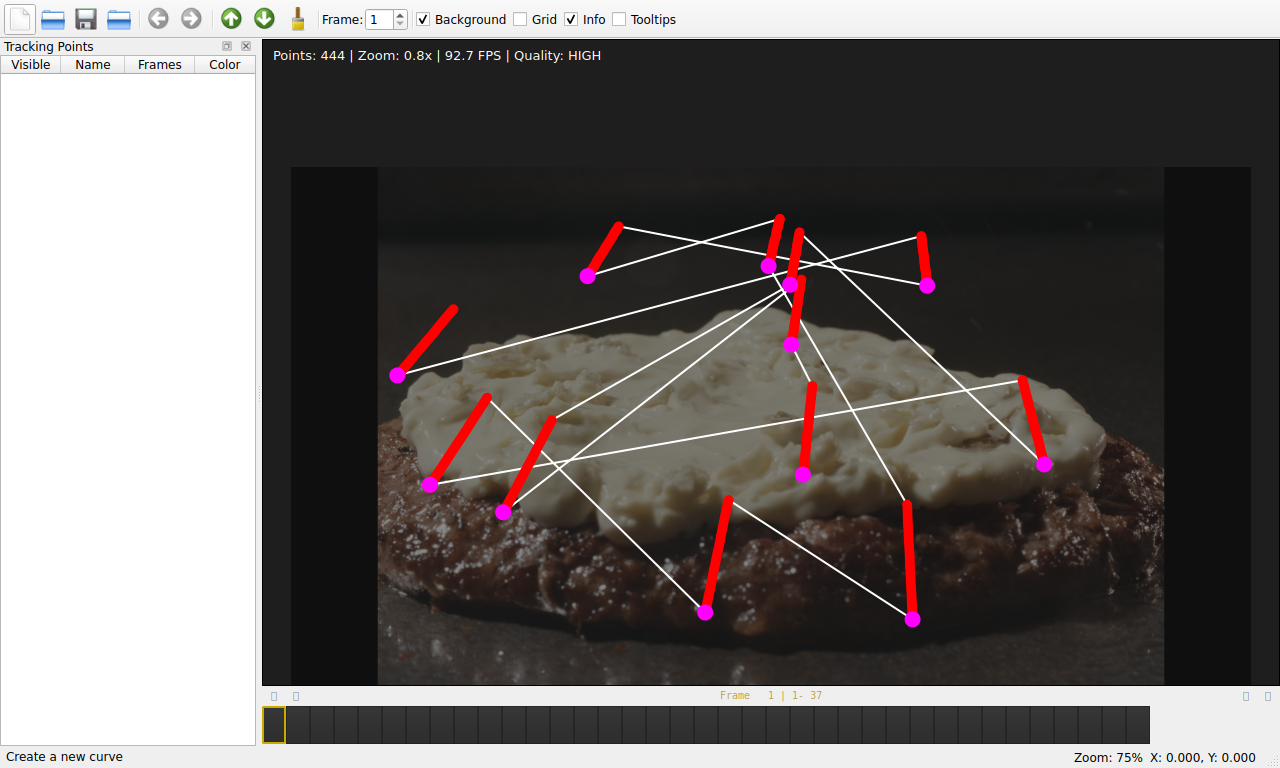 Frame: 1 Background Grid Info Tooltips
Tracking Points
Visible Name Frames Color
Points: 444 | Zoom: 0.8x | 92.7 FPS | Quality: HIGH
Frame 1 | 1- 37
Create a new curve
Zoom: 75% X: 0.000, Y: 0.000